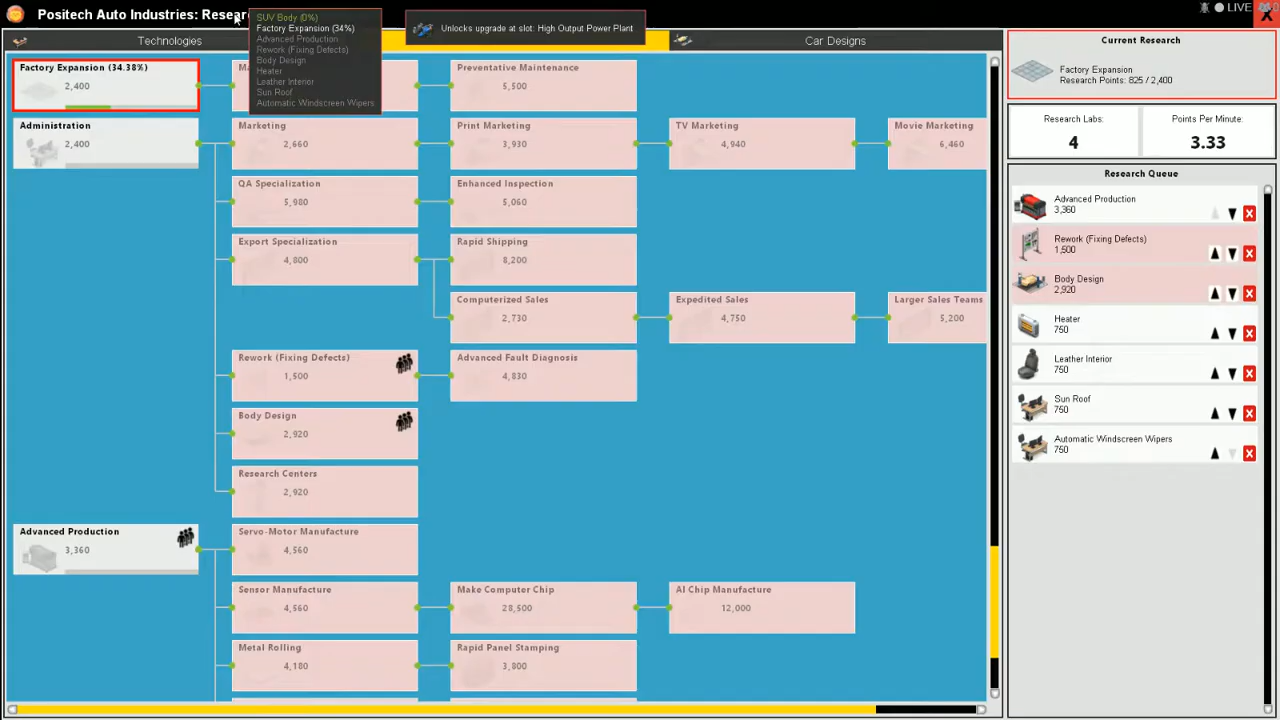 Positech Auto Industries: Resear
SUV Body (0%)
Factory Expansion (34%)
Advanced Production
Rework (Fixing Defects)
Body Design
Heater
Leather Interior
Sun Roof
Automatic Windscreen Wipers
Unlocks upgrade at slot: High Output Power Plant
LIVE
Technologies
Car Designs
Factory Expansion (34.38%)
2,400
Preventative Maintenance
5,500
Administration
2,400
Marketing
2,660
Print Marketing
3,930
TV Marketing
4,940
Movie Marketing
6,460
QA Specialization
5,980
Enhanced Inspection
5,060
Export Specialization
4,800
Rapid Shipping
8,200
Computerized Sales
2,730
Expedited Sales
4,750
Larger Sales Teams
5,200
Rework (Fixing Defects)
1,500
Advanced Fault Diagnosis
4,830
Body Design
2,920
Research Centers
2,920
Advanced Production
3,360
Servo-Motor Manufacture
4,560
Sensor Manufacture
4,560
Make Computer Chip
28,500
AI Chip Manufacture
12,000
Metal Rolling
4,180
Rapid Panel Stamping
3,800
Current Research
Factory Expansion
Research Points: 825 / 2,400
Research Labs:
4
Points Per Minute:
3.33
Research Queue
Advanced Production
3,360
Rework (Fixing Defects)
1,500
Body Design
2,920
Heater
750
Leather Interior
750
Sun Roof
750
Automatic Windscreen Wipers
750